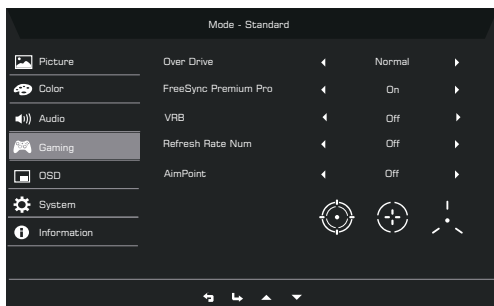 Mode - Standard
Picture
Over Drive Normal
Color
FreeSync Premium Pro On
Audio
VRB Off
Gaming
Refresh Rate Num Off
OSD
AimPoint Off
System
Information